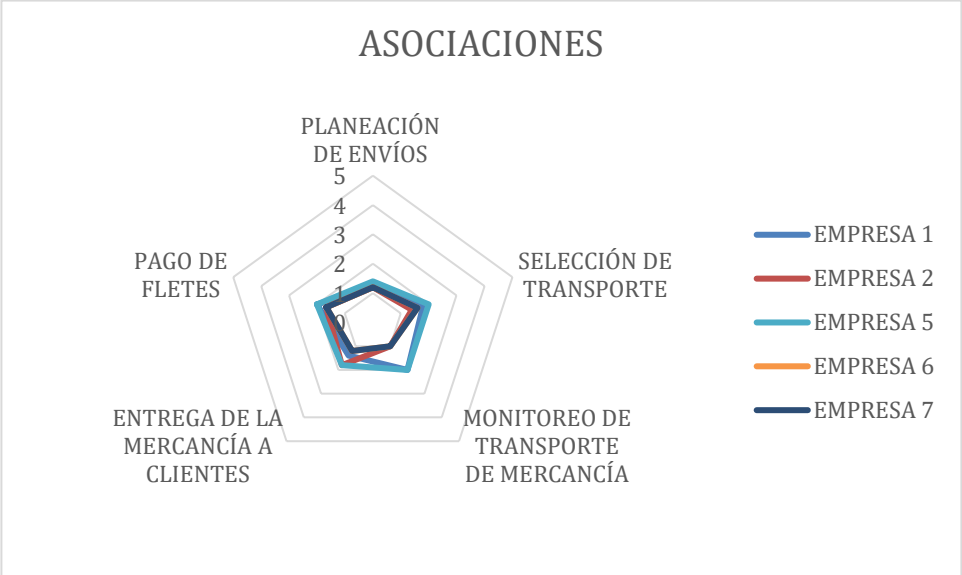 ASOCIACIONES
PLANEACIÓN
DE ENVÍOS
5
4
3
2
1
0
SELECCIÓN DE
TRANSPORTE
MONITOREO DE
TRANSPORTE
DE MERCANCÍA
ENTREGA DE LA
MERCANCÍA A
CLIENTES
PAGO DE
FLETES
EMPRESA 1
EMPRESA 2
EMPRESA 5
EMPRESA 6
EMPRESA 7